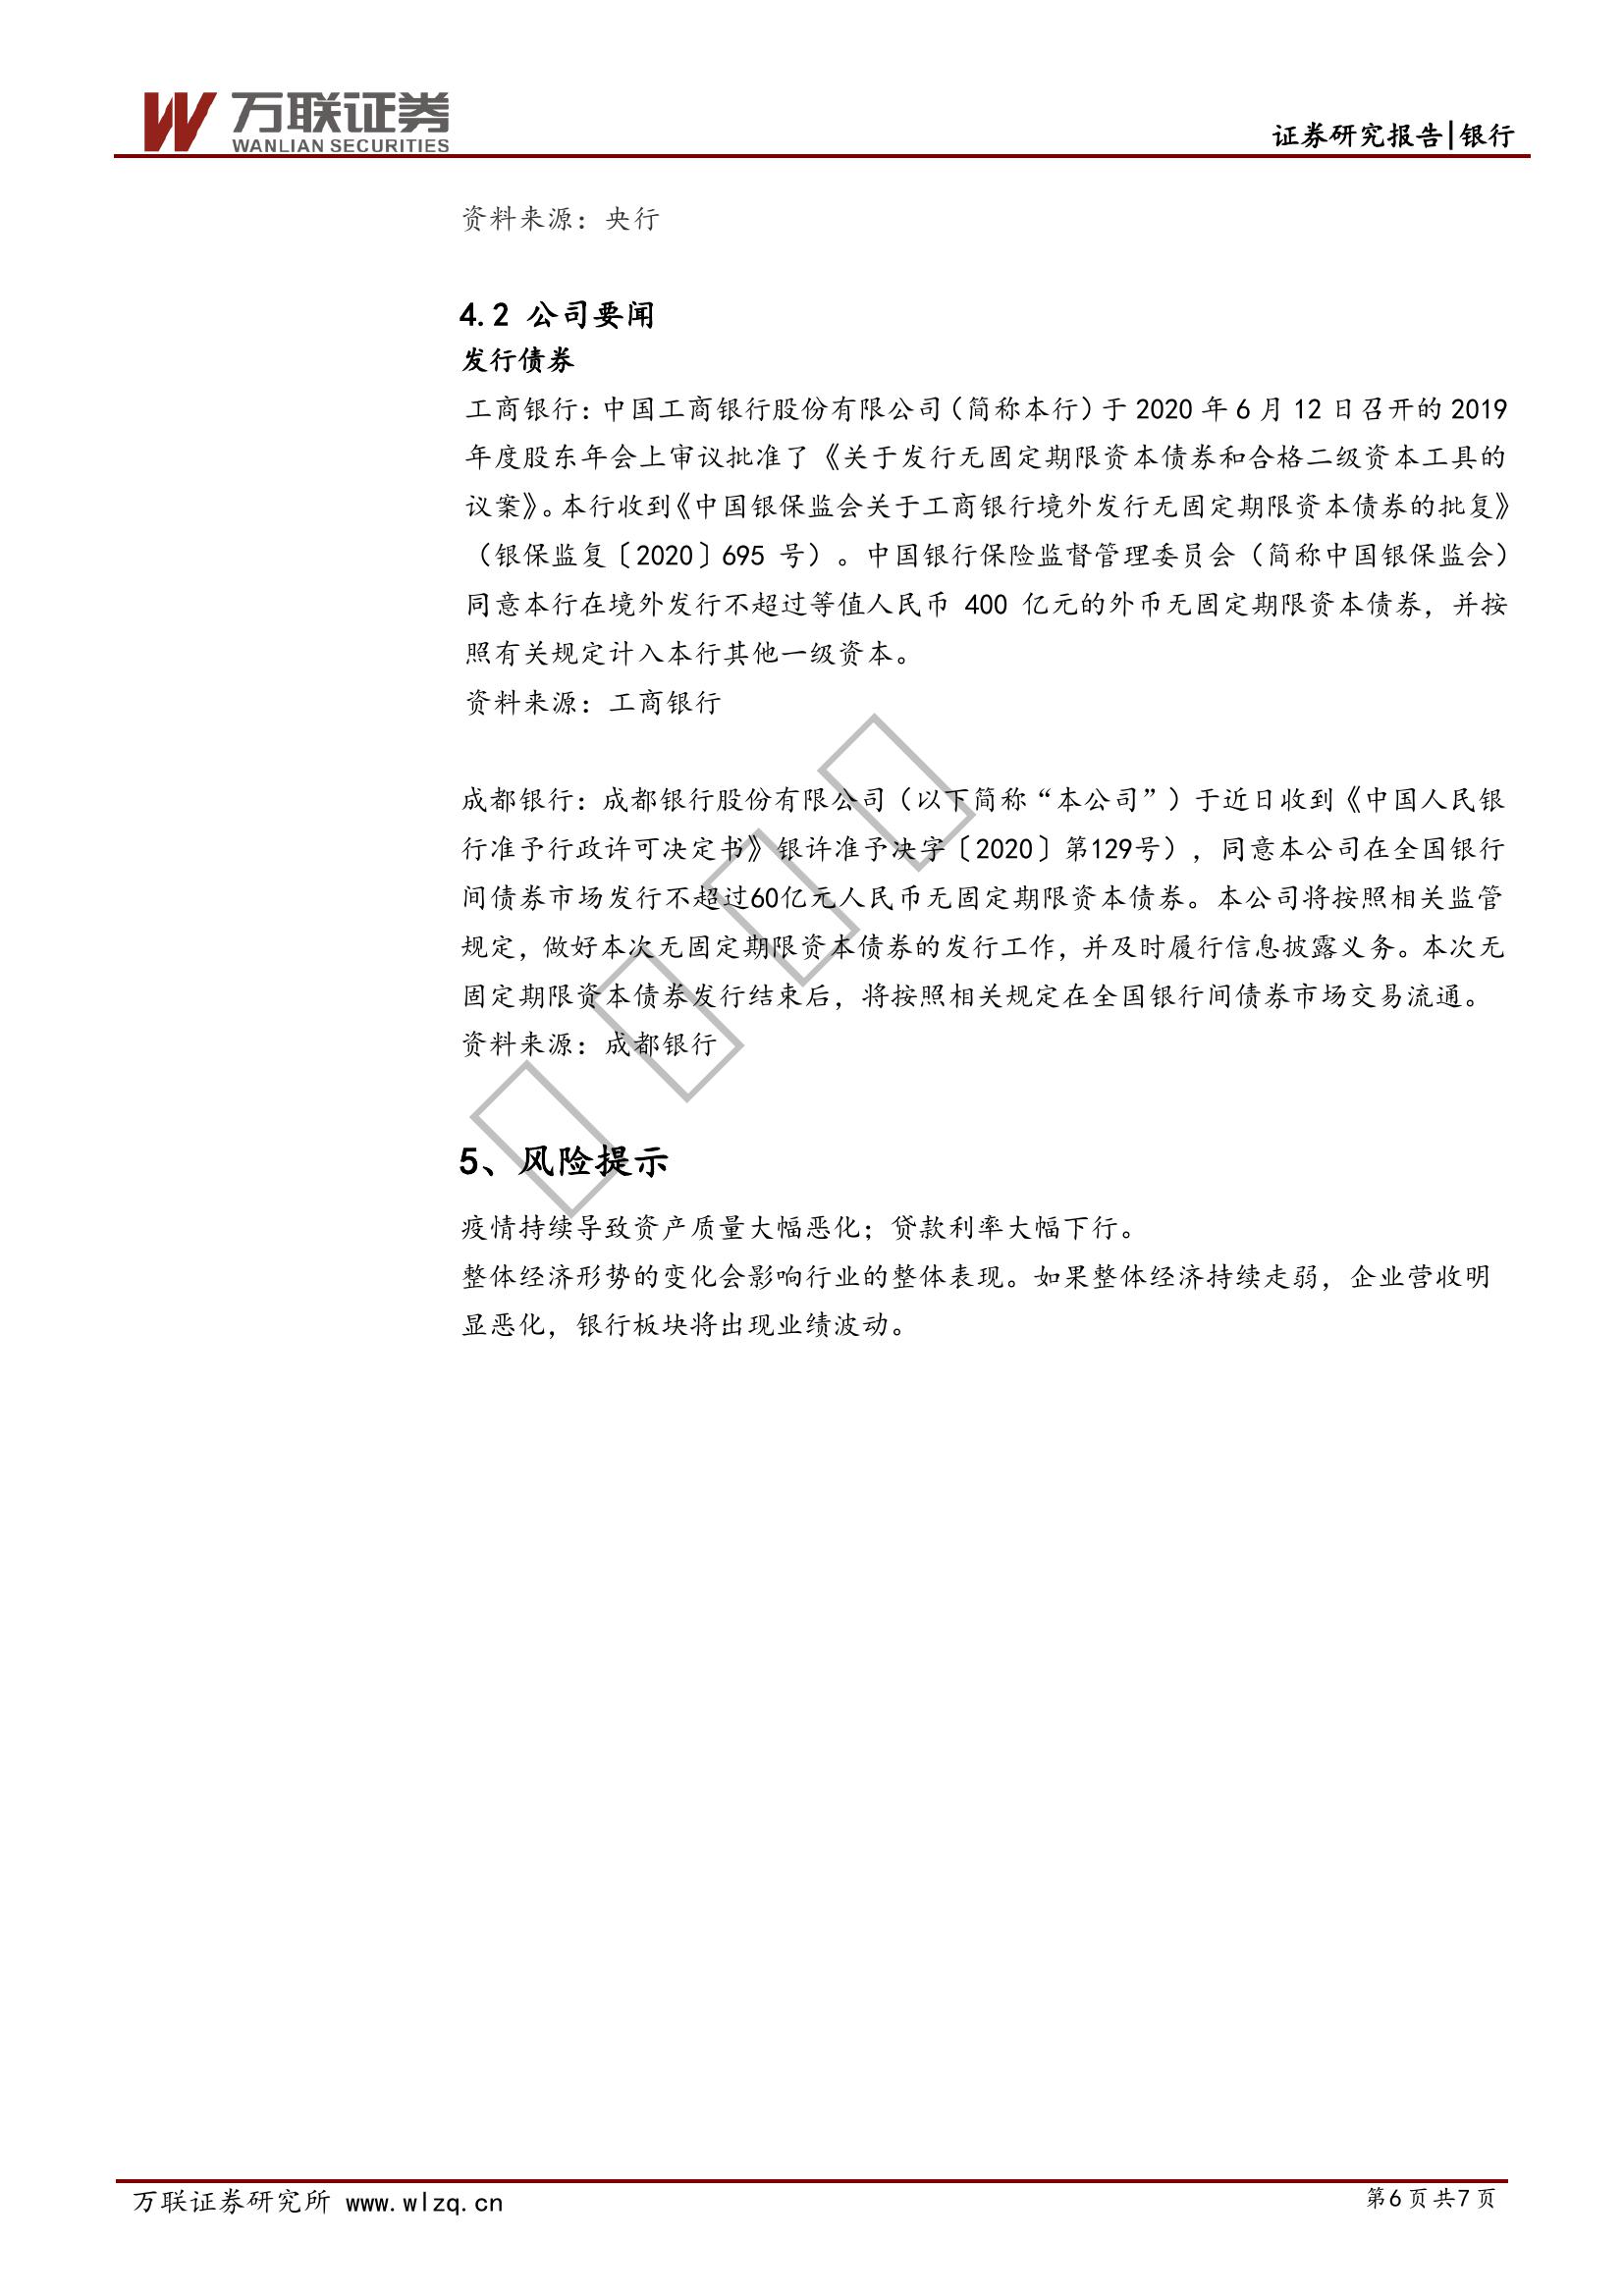 万联证券
WANLIAN SECURITIES
证券研究报告|银行
资料来源：央行
4.2 公司要闻
发行债券
工商银行：中国工商银行股份有限公司（简称本行）于 2020 年 6 月 12 日召开的 2019
年度股东年会上审议批准了《关于发行无固定期限资本债券和合格二级资本工具的
议案》。本行收到《中国银保监会关于工商银行境外发行无固定期限资本债券的批复》
（银保监复〔2020〕695 号）。中国银行保险监督管理委员会（简称中国银保监会）
同意本行在境外发行不超过等值人民币 400 亿元的外币无固定期限资本债券，并按
照有关规定计入本行其他一级资本。
资料来源：工商银行
成都银行：成都银行股份有限公司（以下简称“本公司”）于近日收到《中国人民银
行准予行政许可决定书》银许准予决字〔2020〕第129号），同意本公司在全国银行
间债券市场发行不超过60亿元人民币无固定期限资本债券。本公司将按照相关监管
规定，做好本次无固定期限资本债券的发行工作，并及时履行信息披露义务。本次无
固定期限资本债券发行结束后，将按照相关规定在全国银行间债券市场交易流通。
资料来源：成都银行
5、风险提示
疫情持续导致资产质量大幅恶化；贷款利率大幅下行。
整体经济形势的变化会影响行业的整体表现。如果整体经济持续走弱，企业营收明
显恶化，银行板块将出现业绩波动。
万联证券研究所 www.wlzq.cn
第6页共7页